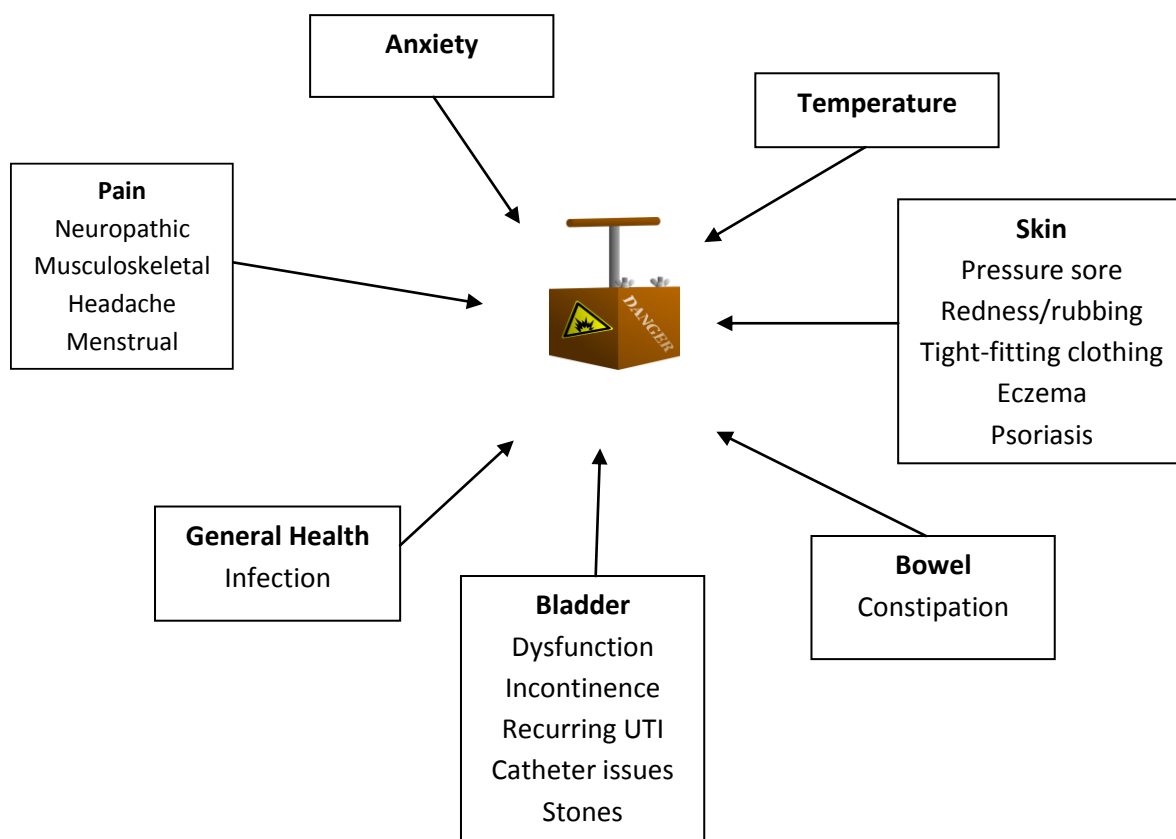 Anxiety
Temperature
Pain
Neuropathic
Musculoskeletal
Headache
Menstrual
DANGER
Skin
Pressure sore
Redness/rubbing
Tight-fitting clothing
Eczema
Psoriasis
General Health
Infection
Bladder
Dysfunction
Incontinence
Recurring UTI
Catheter issues
Stones
Bowel
Constipation